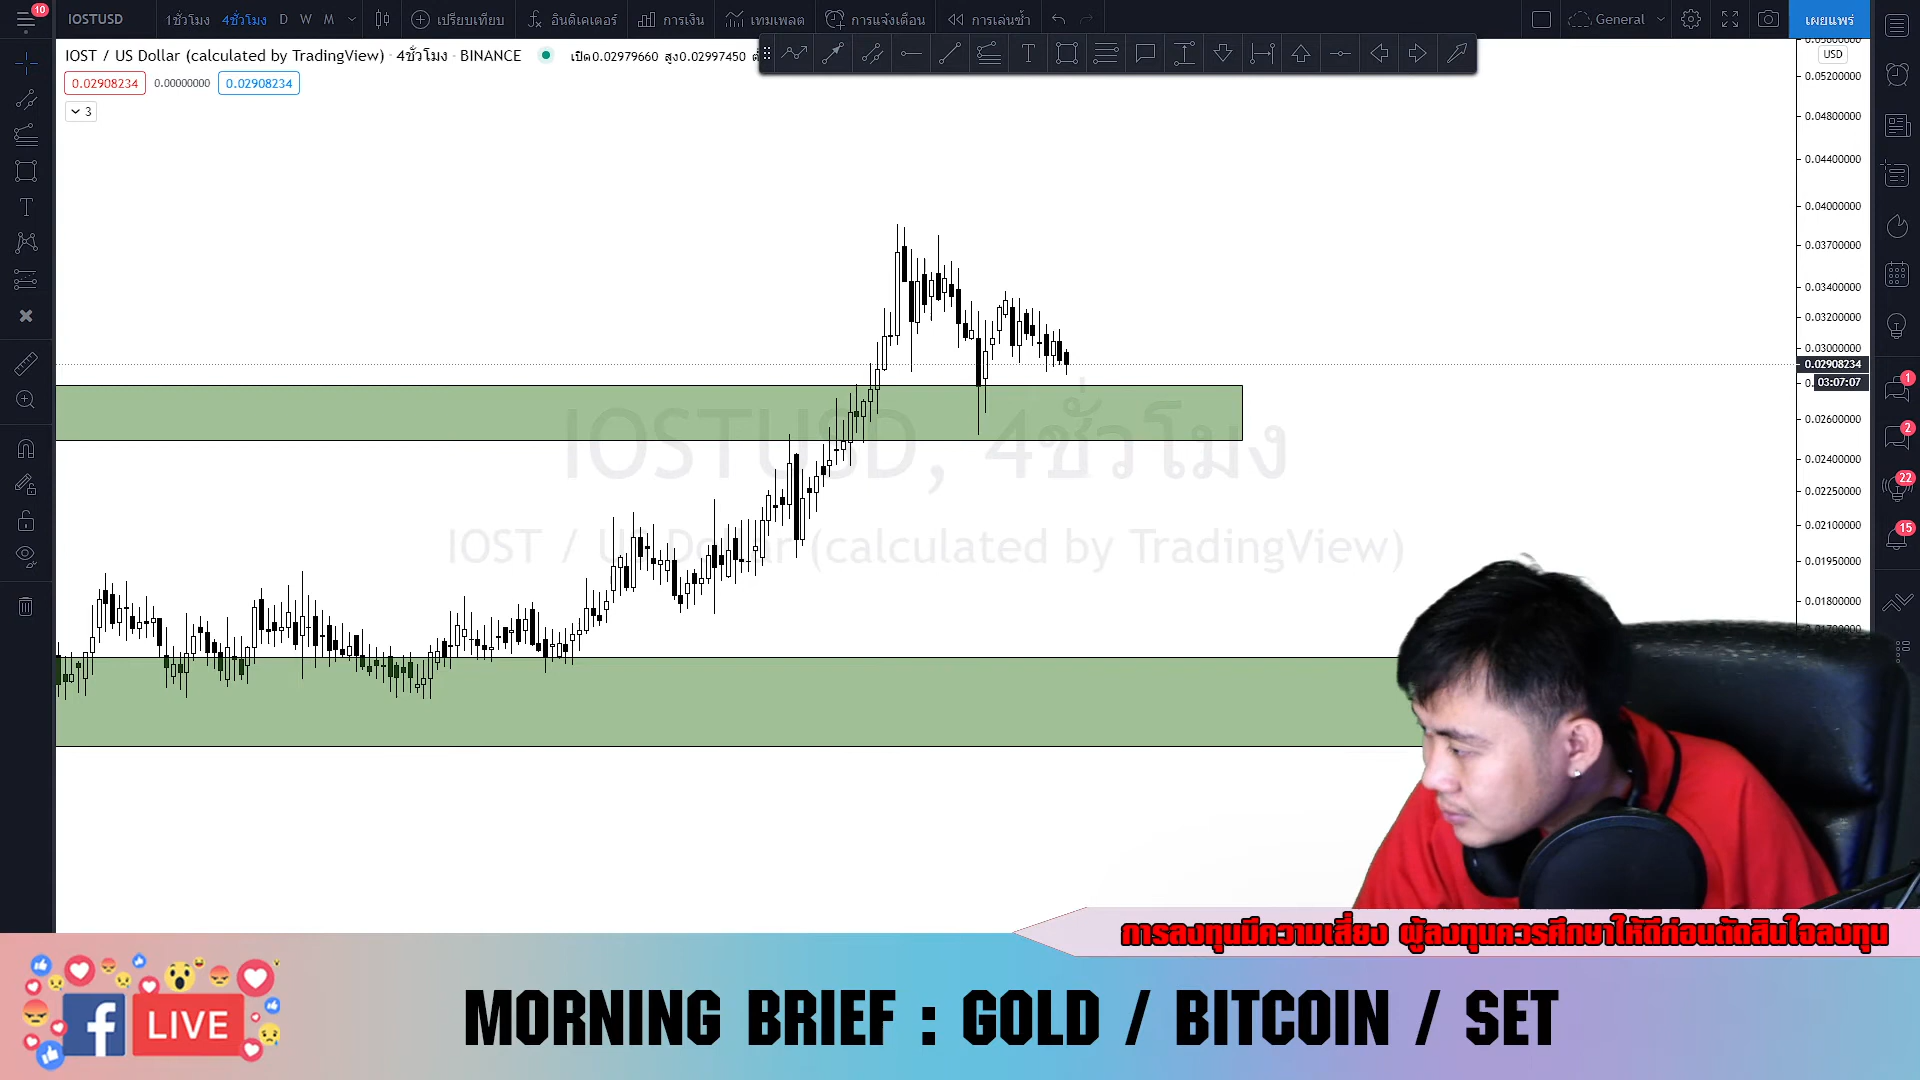 10
IOSTUSD
1ชั่วโมง 4ชั่วโมง D W M
เปรียบเทียบ
อินดิเคเตอร์
การเงิน
เทมเพลต
การแจ้งเตือน
การเล่นซ้ำ
General
เผยแพร่
IOST / US Dollar (calculated by TradingView) · 4ชั่วโมง · BINANCE
เปิด0.02979660 สูง0.02997450
USD
0.02908234 0.00000000 0.02908234
3
0.05200000
0.04800000
0.04400000
0.04000000
0.03700000
0.03400000
0.03200000
0.03000000
0.02908234
03:07:07
0.02600000
0.02400000
0.02250000
0.02100000
0.01950000
0.01800000
1
2
22
15
IOSTUSD, 4ชั่วโมง
IOST / US Dollar (calculated by TradingView)
การลงทุนมีความเสี่ยง ผู้ลงทุนควรศึกษาให้ดีก่อนตัดสินใจลงทุน
f LIVE
MORNING BRIEF : GOLD / BITCOIN / SET